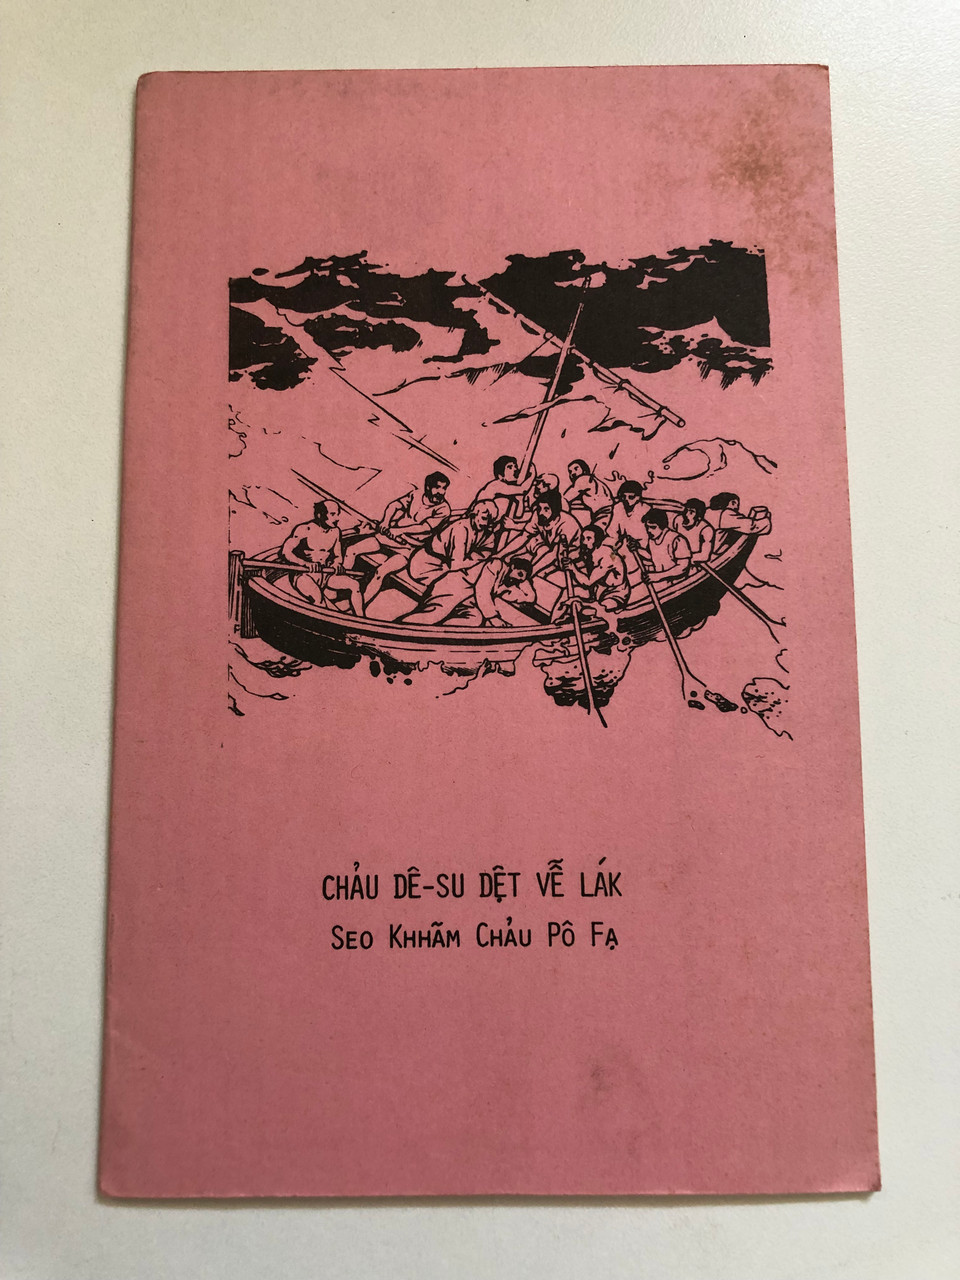 CHẢU DÊ-SU DỆT VỄ LÁK
SEO KHHÃM CHẢU PÔ FẠ